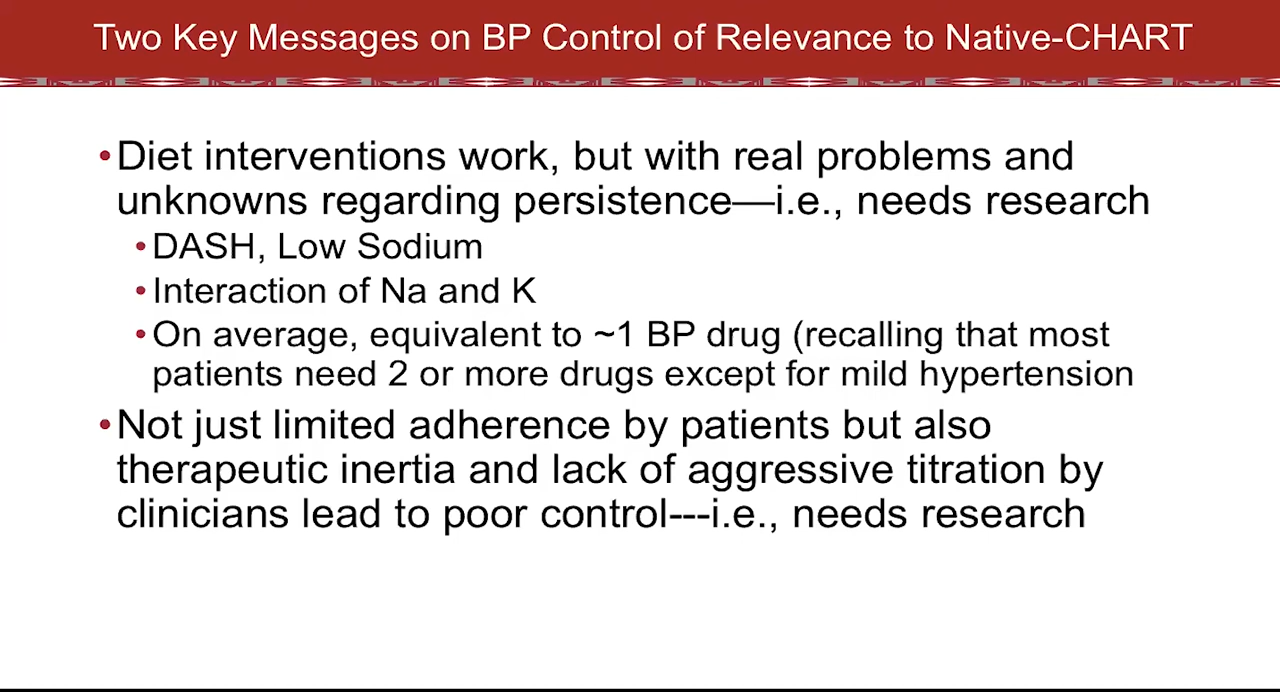 Two Key Messages on BP Control of Relevance to Native-CHART
•Diet interventions work, but with real problems and
unknowns regarding persistence—i.e., needs research
•DASH, Low Sodium
•Interaction of Na and K
•On average, equivalent to ~1 BP drug (recalling that most
patients need 2 or more drugs except for mild hypertension
•Not just limited adherence by patients but also
therapeutic inertia and lack of aggressive titration by
clinicians lead to poor control---i.e., needs research